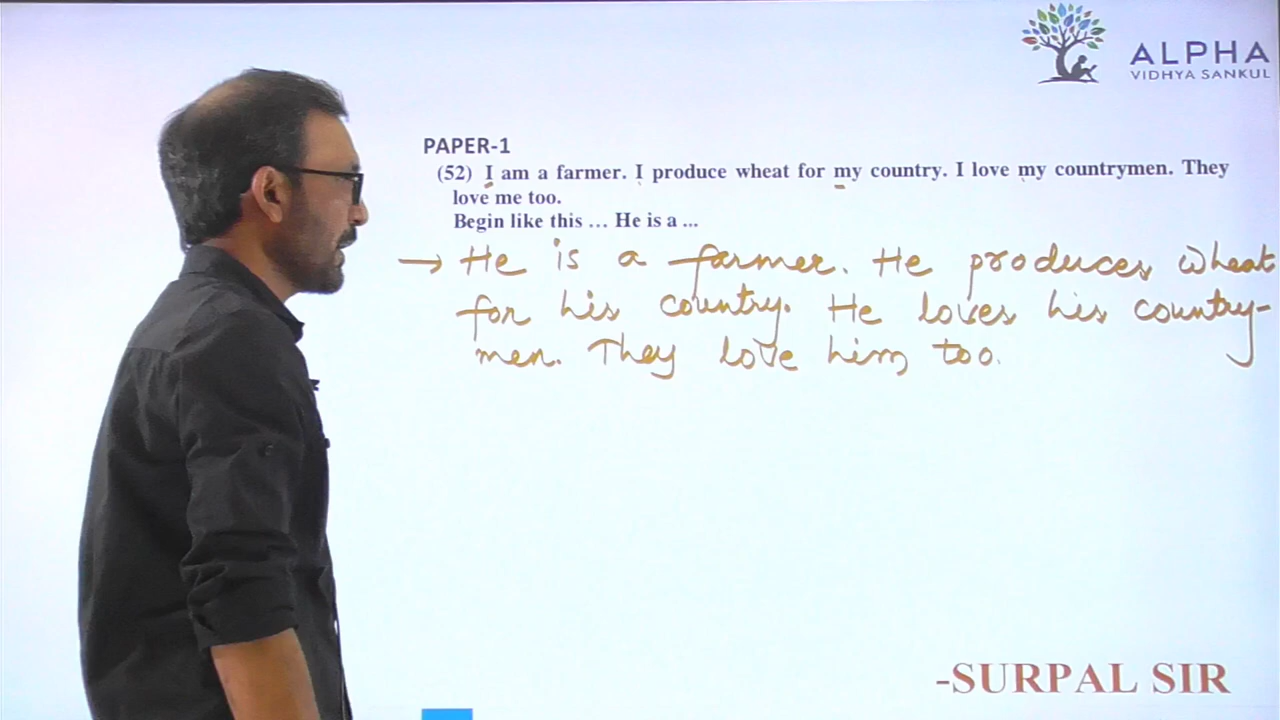 ALPHA
VIDHYA SANKUL
PAPER-1
(52) I am a farmer. I produce wheat for my country. I love my countrymen. They
love me too.
Begin like this ... He is a ...
→ He is a farmer. He produces wheat
for his country. He loves his country-
men. They love him, too.
-SURPAL SIR